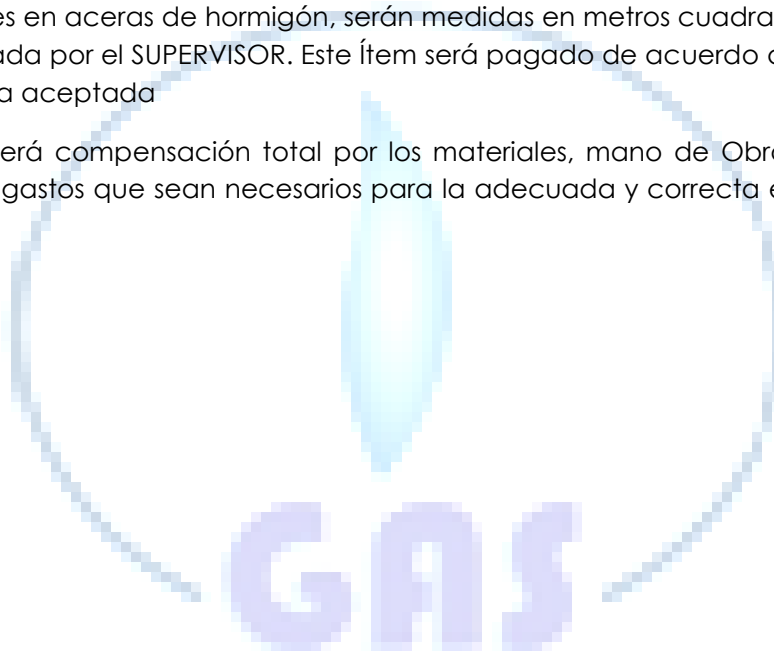 es en aceras de hormigón, serán medidas en metros cuadra
ada por el SUPERVISOR. Este Ítem será pagado de acuerdo
a aceptada
erá compensación total por los materiales, mano de Obr
gastos que sean necesarios para la adecuada y correcta
GAS